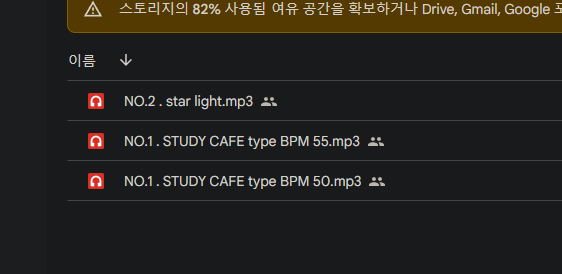 스토리지의 82% 사용됨 여유 공간을 확보하거나 Drive, Gmail, Google
이름
NO.2 . star light.mp3
NO.1 . STUDY CAFE type BPM 55.mp3
NO.1 . STUDY CAFE type BPM 50.mp3